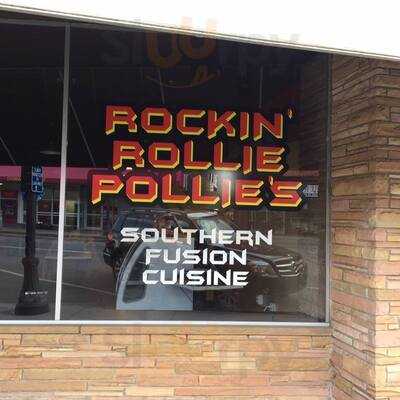 ROCKIN'
ROLLIE
POLLIE'S
SOUTHERN
FUSION
CUISINE